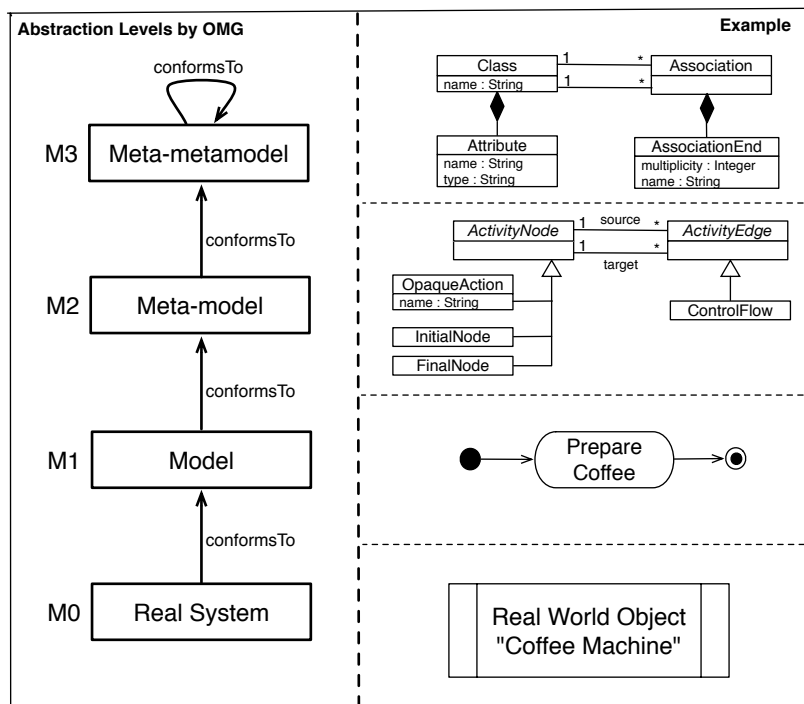 Abstraction Levels by OMG
Example
conformsTo
M3
Meta-metamodel
conformsTo
M2
Meta-model
conformsTo
M1
Model
conformsTo
M0
Real System
Class
name : String
1
*
1
*
Association
Attribute
name : String
type : String
AssociationEnd
multiplicity : Integer
name : String
ActivityNode
1
source
*
1
*
target
ActivityEdge
OpaqueAction
name : String
InitialNode
FinalNode
ControlFlow
Prepare
Coffee
Real World Object
"Coffee Machine"